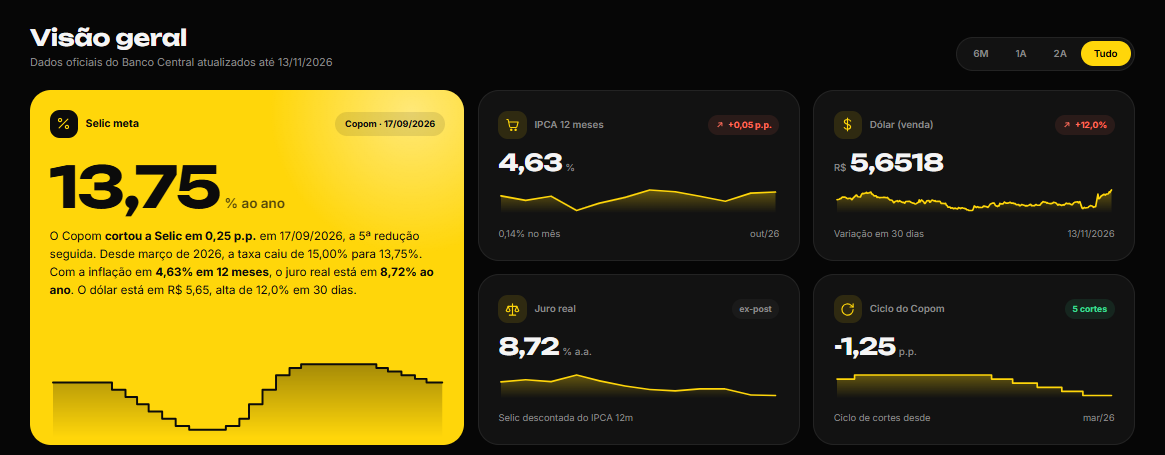 Visão geral
Dados oficiais do Banco Central atualizados até 13/11/2026
6M 1A 2A Tudo
Selic meta
Copom · 17/09/2026
13,75 % ao ano
O Copom cortou a Selic em 0,25 p.p. em 17/09/2026, a 5ª redução
seguida. Desde março de 2026, a taxa caiu de 15,00% para 13,75%.
Com a inflação em 4,63% em 12 meses, o juro real está em 8,72% ao
ano. O dólar está em R$ 5,65, alta de 12,0% em 30 dias.
IPCA 12 meses
↗ +0,05 p.p.
4,63 %
0,14% no mês
out/26
Dólar (venda)
↗ +12,0%
R$ 5,6518
Variação em 30 dias
13/11/2026
Juro real
ex-post
8,72 % a.a.
Selic descontada do IPCA 12m
Ciclo do Copom
5 cortes
-1,25 p.p.
Ciclo de cortes desde
mar/26